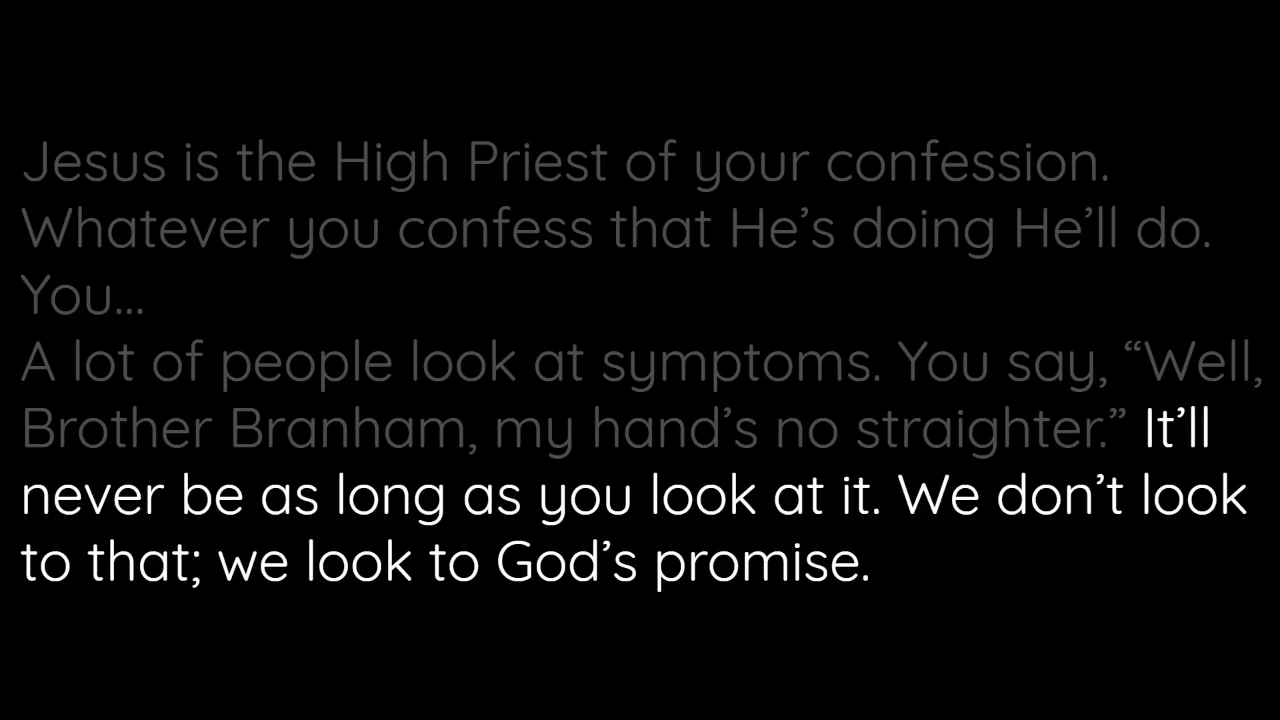 Jesus is the High Priest of your confession.
Whatever you confess that He’s doing He’ll do.
You...
A lot of people look at symptoms. You say, “Well,
Brother Branham, my hand’s no straighter.” It’ll
never be as long as you look at it. We don’t look
to that; we look to God’s promise.